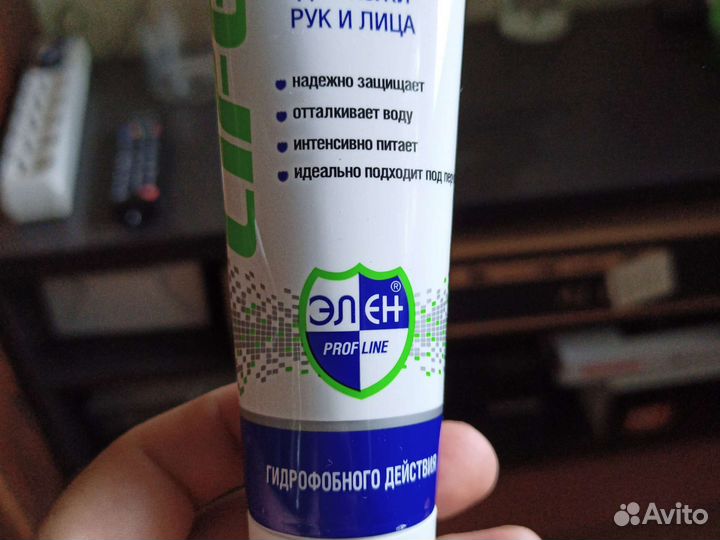 РУК И ЛИЦА
надежно защищает
отталкивает воду
интенсивно питает
идеально подходит под
ЭЛЕН®
PROF LINE
ГИДРОФОБНОГО ДЕЙСТВИЯ
Avito